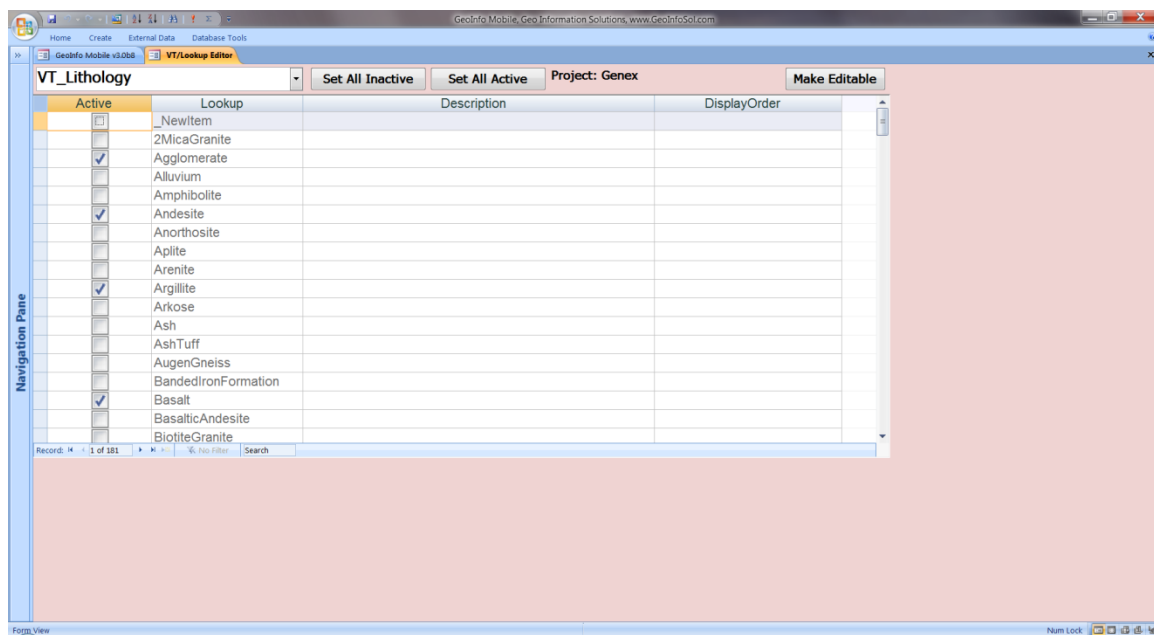 GeoInfo Mobile, Geo Information Solutions, www.GeoInfoSol.com
Home Create External Data Database Tools
GeoInfo Mobile v3.0b8 VT/Lookup Editor
VT_Lithology Set All Inactive Set All Active Project: Genex Make Editable
Active Lookup Description DisplayOrder
_NewItem
2MicaGranite
Agglomerate
Alluvium
Amphibolite
Andesite
Anorthosite
Aplite
Arenite
Argillite
Arkose
Ash
AshTuff
AugenGneiss
BandedIronFormation
Basalt
BasalticAndesite
BiotiteGranite
Navigation Pane
Record: 1 of 181 No Filter Search
Form View Num Lock